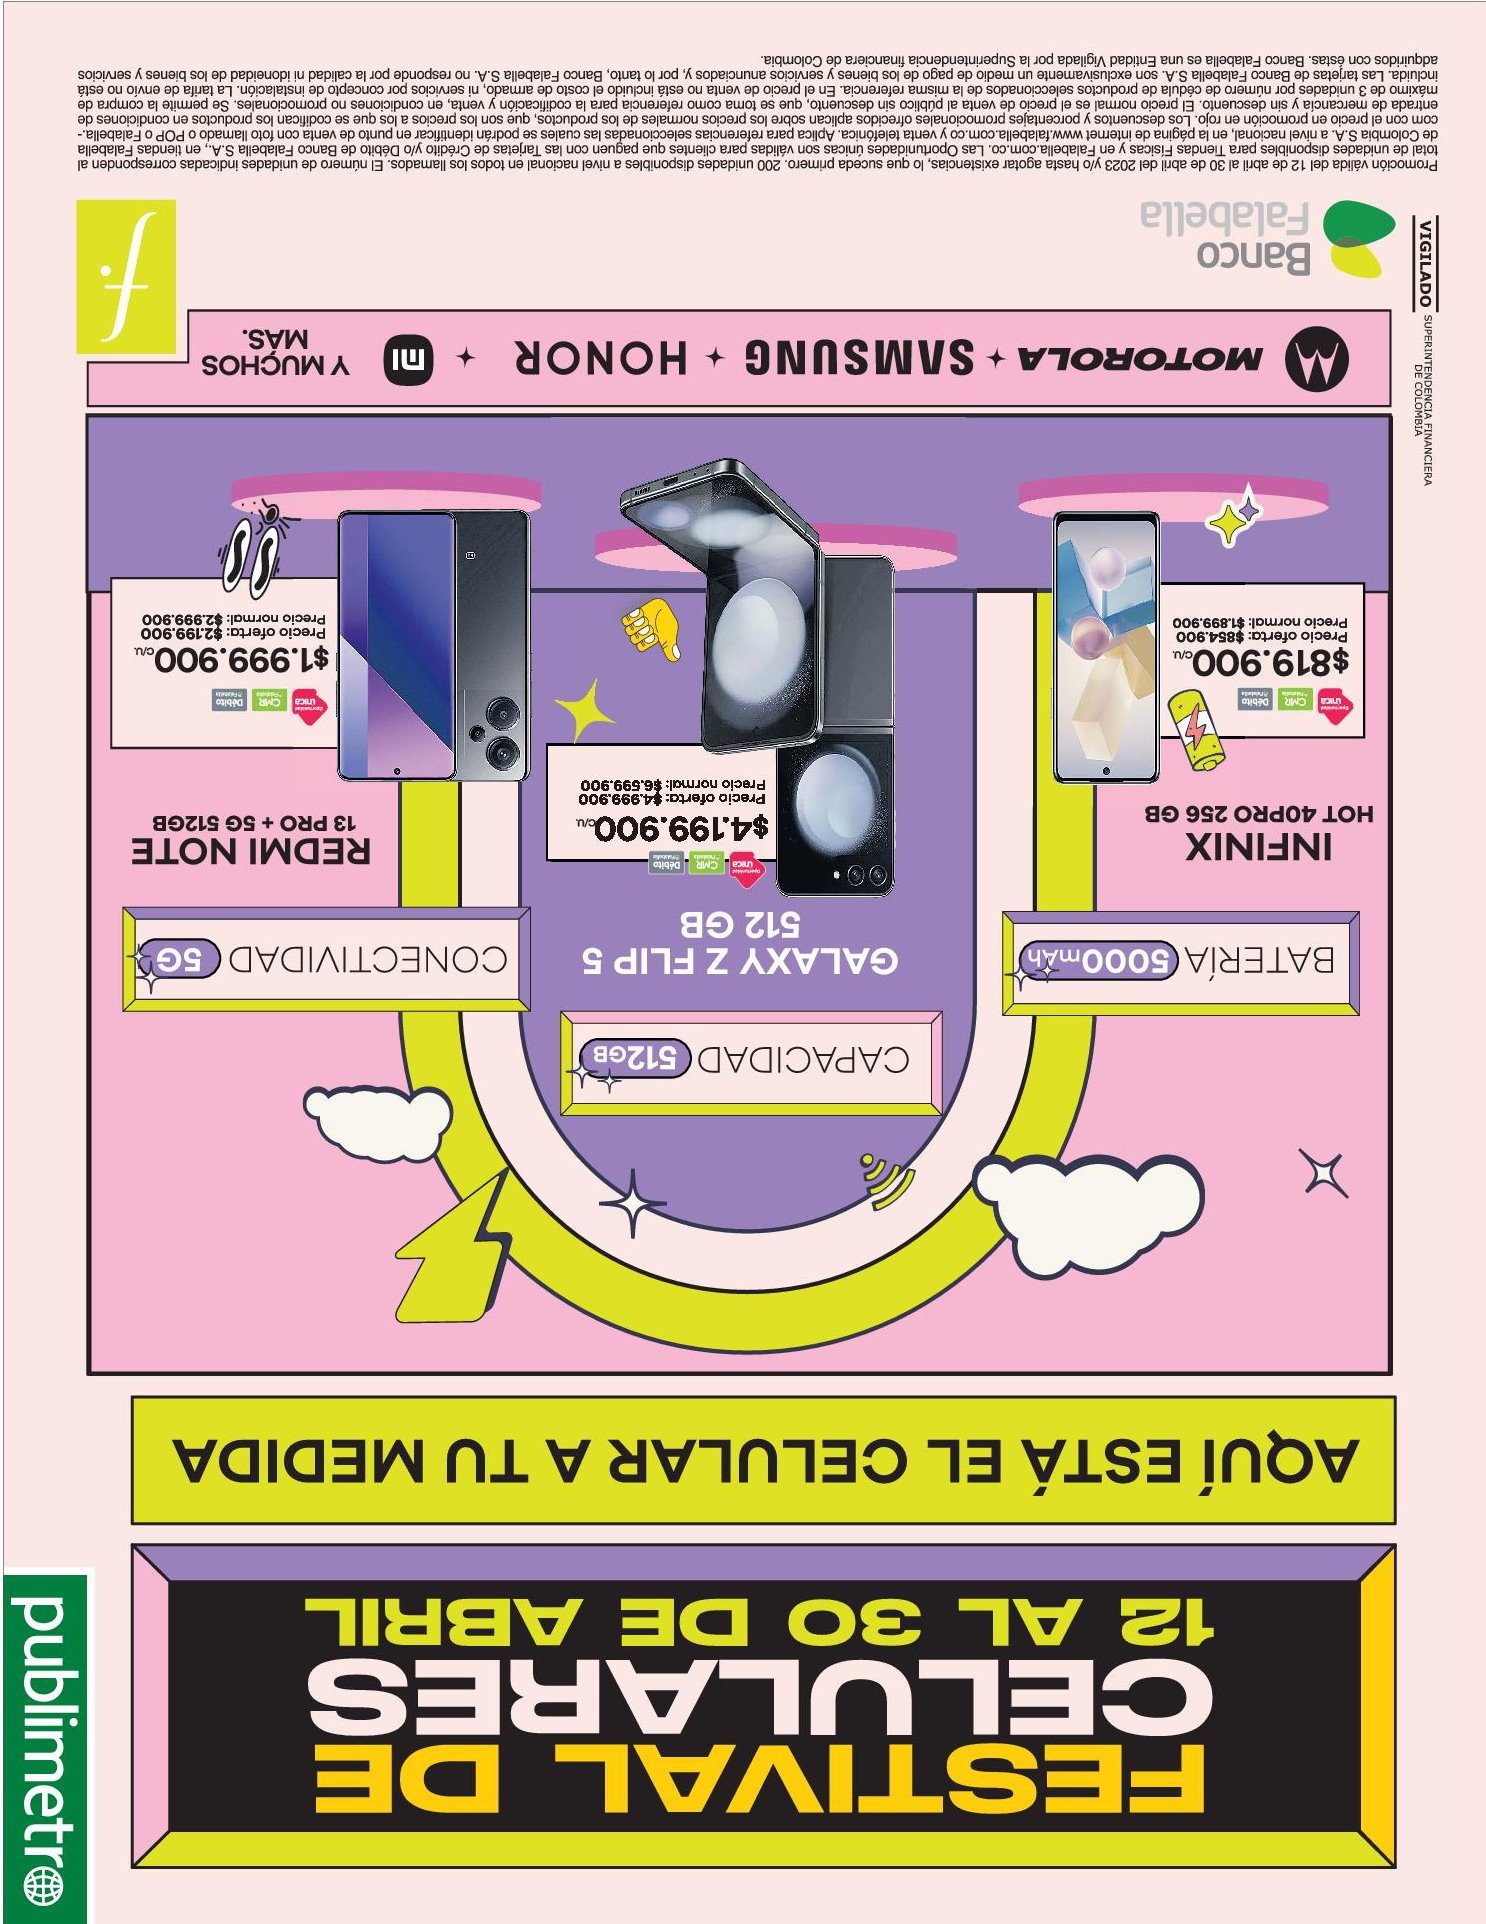 publimetro
FESTIVAL DE
CELULARES
12 AL 30 DE ABRIL
AQUÍ ESTÁ EL CELULAR A TU MEDIDA
CAPACIDAD 512GB
BATERÍA 5000mAh
CONECTIVIDAD 5G
INFINIX
HOT 40PRO 256 GB
Oportunidad única
CMR Falabella
Débito Falabella
$819.900 c/u.
Precio oferta: $854.900
Precio normal: $1.899.900
GALAXY Z FLIP 5
512 GB
Oportunidad única
CMR Falabella
Débito Falabella
$4.199.900 c/u.
Precio oferta: $4.999.900
Precio normal: $6.599.900
REDMI NOTE
13 PRO + 5G 512GB
Oportunidad única
CMR Falabella
Débito Falabella
$1.999.900 c/u.
Precio oferta: $2.199.900
Precio normal: $2.999.900
MOTOROLA
SAMSUNG
HONOR
MI
Y MUCHOS
MÁS.
f.
Banco
Falabella
VIGILADO SUPERINTENDENCIA FINANCIERA
DE COLOMBIA
Promoción válida del 12 de abril al 30 de abril del 2023 y/o hasta agotar existencias, lo que suceda primero. 200 unidades disponibles a nivel nacional en todos los llamados. El número de unidades indicadas corresponden al
total de unidades disponibles para Tiendas Físicas y en Falabella.com.co. Las Oportunidades únicas son válidas para clientes que paguen con las Tarjetas de Crédito y/o Débito de Banco Falabella S.A., en tiendas Falabella
de Colombia S.A. a nivel nacional, en la página de internet www.falabella.com.co y venta telefónica. Aplica para referencias seleccionadas las cuales se podrán identificar en punto de venta con foto llamado o POP o Falabella.-
com con el precio en promoción en rojo. Los descuentos y porcentajes promocionales ofrecidos aplican sobre los precios normales de los productos, que son los precios a los que se codifican los productos en condiciones de
entrada de mercancía y sin descuento. El precio normal es el precio de venta al público sin descuento, que se toma como referencia para la codificación y venta, en condiciones no promocionales. Se permite la compra de
máximo de 3 unidades por número de cédula de productos seleccionados de la misma referencia. En el precio de venta no está incluido el costo de armado, ni servicios por concepto de instalación. La tarifa de envío no está
incluida. Las tarjetas de Banco Falabella S.A. son exclusivamente un medio de pago de los bienes y servicios anunciados y, por lo tanto, Banco Falabella S.A. no responde por la calidad ni idoneidad de los bienes y servicios
adquiridos con éstas. Banco Falabella es una Entidad Vigilada por la Superintendencia financiera de Colombia.